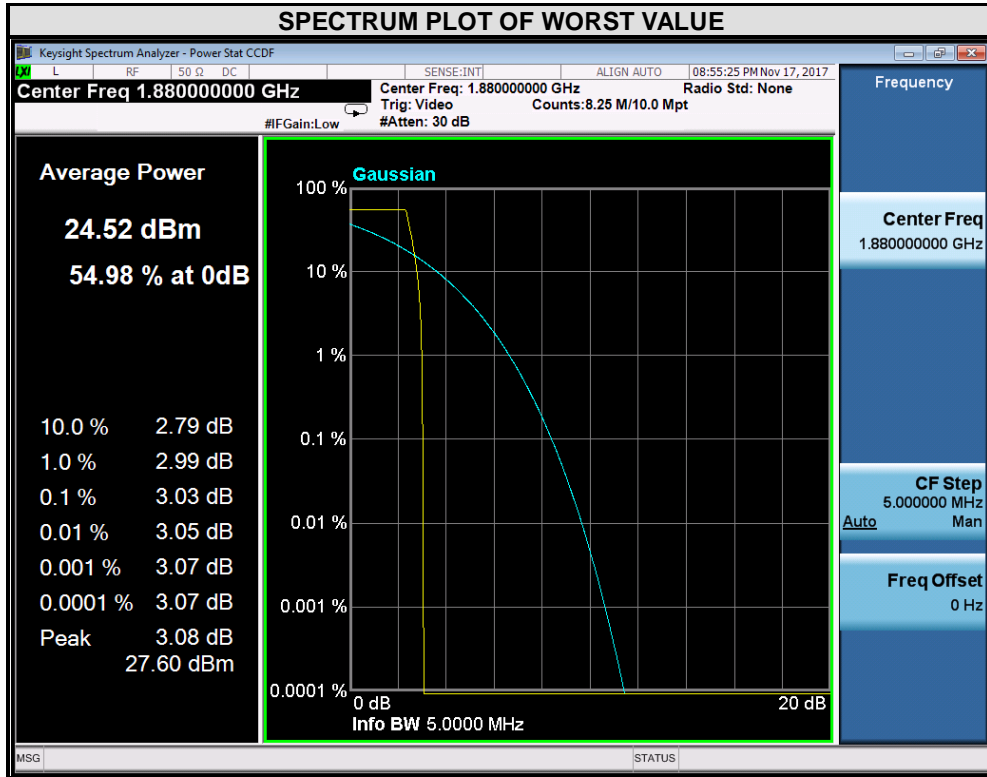 SPECTRUM PLOT OF WORST VALUE
Keysight Spectrum Analyzer - Power Stat CCDF
LXI L RF 50 Ω DC SENSE:INT ALIGN AUTO 08:55:25 PM Nov 17, 2017
Center Freq 1.880000000 GHz
Center Freq: 1.880000000 GHz Radio Std: None
Trig: Video Counts:8.25 M/10.0 Mpt
#IFGain:Low #Atten: 30 dB
Average Power
24.52 dBm
54.98 % at 0dB
10.0 % 2.79 dB
1.0 % 2.99 dB
0.1 % 3.03 dB
0.01 % 3.05 dB
0.001 % 3.07 dB
0.0001 % 3.07 dB
Peak 3.08 dB
27.60 dBm
Gaussian
100 %
10 %
1 %
0.1 %
0.01 %
0.001 %
0.0001 %
0 dB 20 dB
Info BW 5.0000 MHz
Frequency
Center Freq
1.880000000 GHz
CF Step
5.000000 MHz
Auto Man
Freq Offset
0 Hz
MSG STATUS